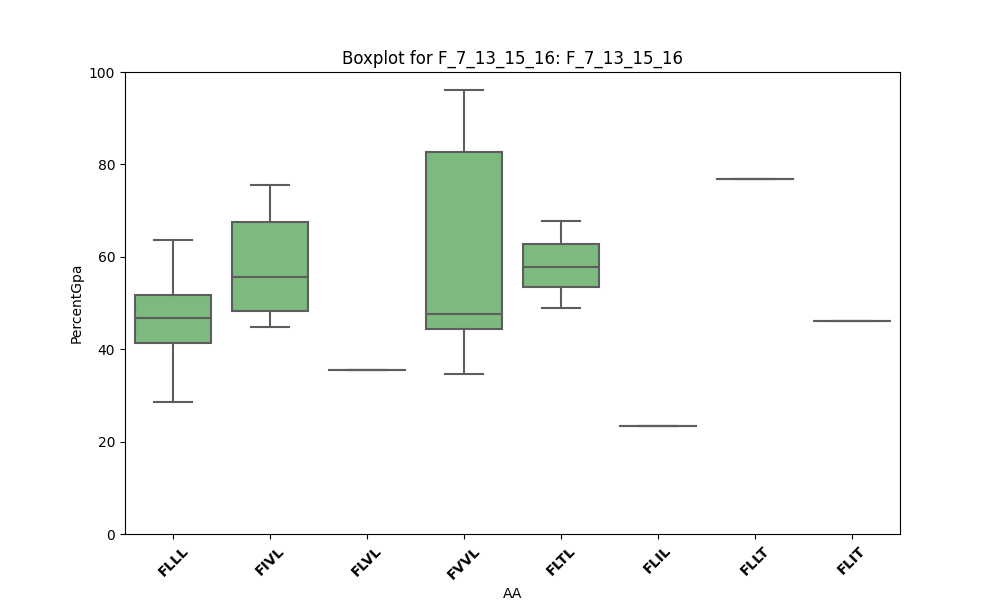 Boxplot for F_7_13_15_16: F_7_13_15_16
PercentGpa
100
80
60
40
20
0
FLLL
FIVL
FLVL
FVVL
FLTL
FLIL
FLLT
FLIT
AA